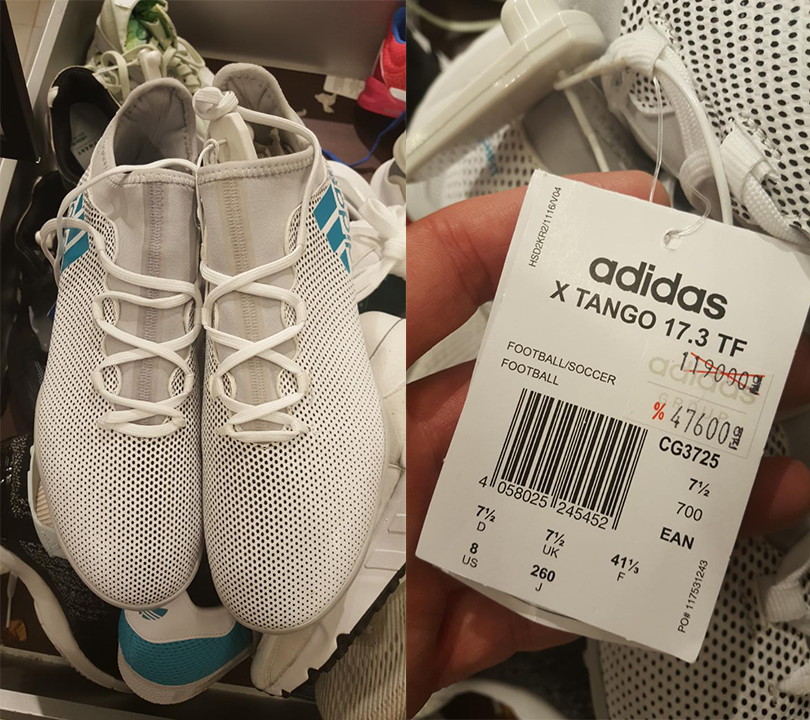 HSD2KR2/1116/V04
adidas
X TANGO 17.3 TF
FOOTBALL/SOCCER
FOOTBALL
119000
% 47600
CG3725
7½
700
EAN
4 058025 245452
7½ 7½ 41⅓
D UK F
8 260
US J
PO# 117531243